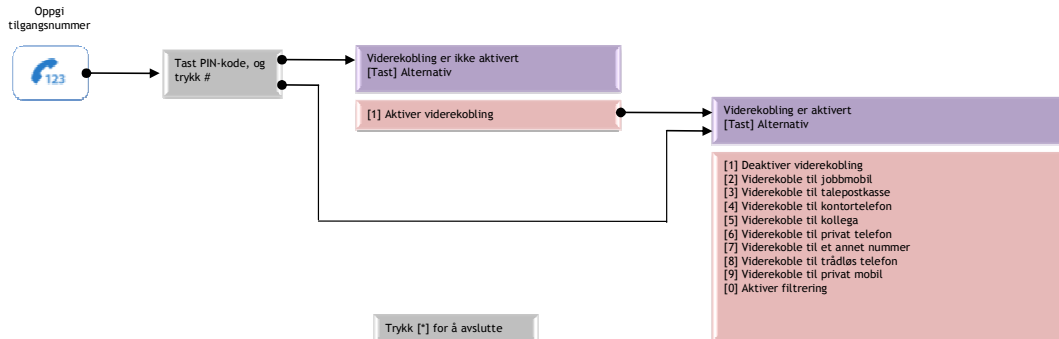 Oppgi
tilgangsnummer
123
Tast PIN-kode, og
trykk #
Viderekobling er ikke aktivert
[Tast] Alternativ
[1] Aktiver viderekobling
Viderekobling er aktivert
[Tast] Alternativ
[1] Deaktiver viderekobling
[2] Viderekoble til jobbmobil
[3] Viderekoble til talepostkasse
[4] Viderekoble til kontortelefon
[5] Viderekoble til kollega
[6] Viderekoble til privat telefon
[7] Viderekoble til et annet nummer
[8] Viderekoble til trådløs telefon
[9] Viderekoble til privat mobil
[0] Aktiver filtrering
Trykk [*] for å avslutte